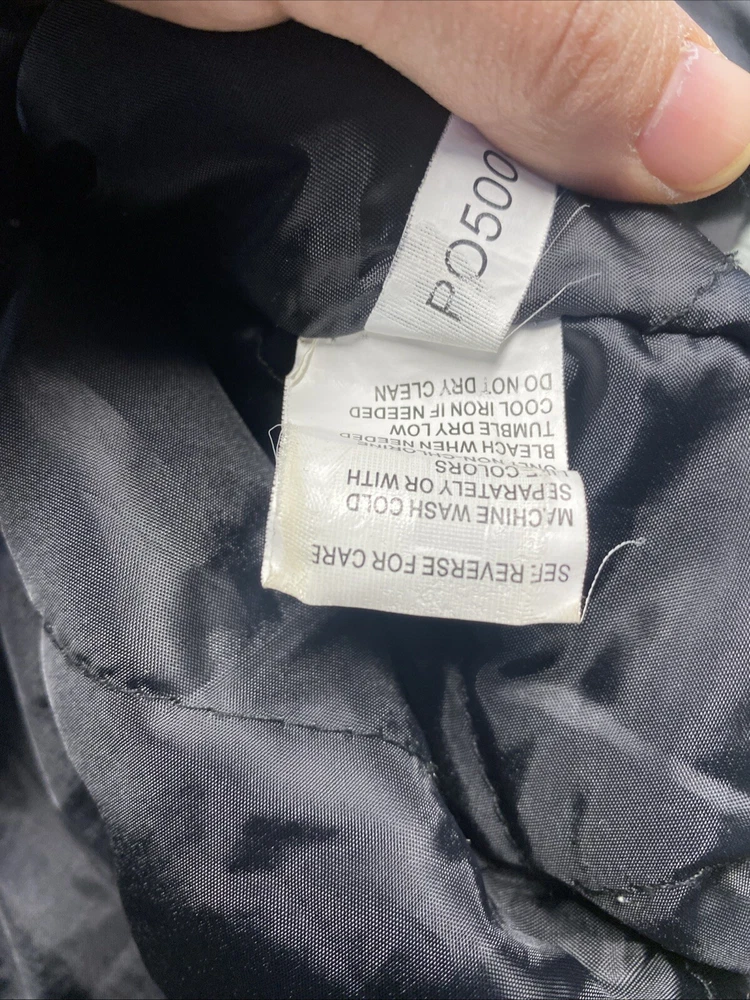 PO500
SEE REVERSE FOR CARE
MACHINE WASH COLD
SEPARATELY OR WITH
COLORS
BLEACH WHEN NEEDED
TUMBLE DRY LOW
COOL IRON IF NEEDED
DO NOT DRY CLEAN